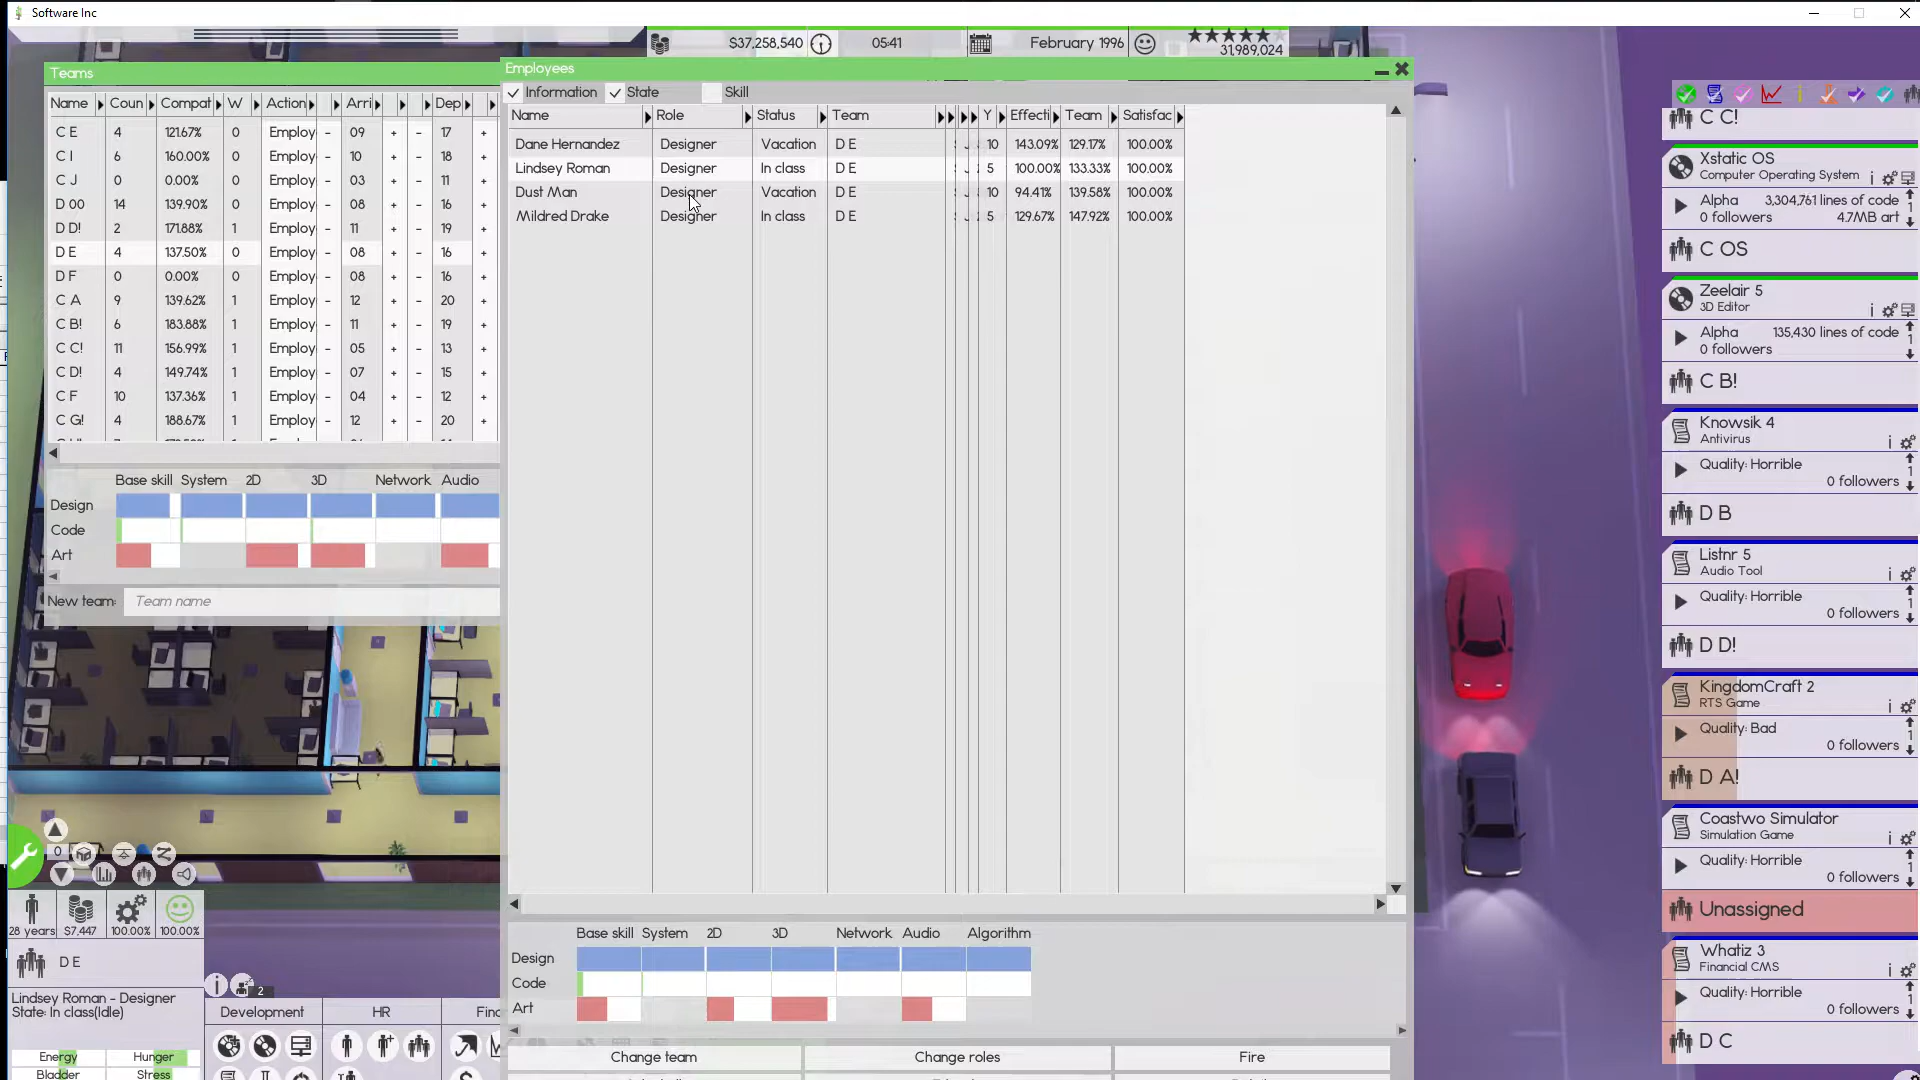 Software Inc
$37,258,540
05:41
February 1996
31,989,024
Teams
Name Coun Compat W Action Arri Dep
C E 4 121.67% 0 Employ - 09 + - 17 +
C I 6 160.00% 0 Employ - 10 + - 18 +
C J 0 0.00% 0 Employ - 03 + - 11 +
D 00 14 139.90% 0 Employ - 08 + - 16 +
D D! 2 171.88% 0 Employ - 11 + - 19 +
D E 4 137.50% 0 Employ - 08 + - 16 +
D F 0 0.00% 0 Employ - 08 + - 16 +
C A 9 139.62% 1 Employ - 12 + - 20 +
C B! 6 183.88% 1 Employ - 11 + - 19 +
C C! 11 156.99% 1 Employ - 05 + - 13 +
C D! 4 149.74% 1 Employ - 07 + - 15 +
C F 10 137.36% 1 Employ - 04 + - 12 +
C G! 4 188.67% 1 Employ - 12 + - 20 +
Base skill System 2D 3D Network Audio
Design
Code
Art
New team: Team name
Employees
Information State Skill
Name Role Status Team Y Effecti Team Satisfac
Dane Hernandez Designer Vacation D E 10 143.09% 129.17% 100.00%
Lindsey Roman Designer In class D E 5 100.00% 133.33% 100.00%
Dust Man Designer Vacation D E 10 94.41% 139.58% 100.00%
Mildred Drake Designer In class D E 5 129.67% 147.92% 100.00%
Base skill System 2D 3D Network Audio Algorithm
Design
Code
Art
Change team Change roles Fire
C C!
Xstatic OS
Computer Operating System
Alpha 3,304,761 lines of code
0 followers 4.7MB art
1
C OS
Zeelair 5
3D Editor
Alpha 135,430 lines of code
0 followers
1
C B!
Knowsik 4
Antivirus
Quality: Horrible
0 followers
1
D B
Listnr 5
Audio Tool
Quality: Horrible
0 followers
1
D D!
KingdomCraft 2
RTS Game
Quality: Bad
0 followers
1
D A!
Coastwo Simulator
Simulation Game
Quality: Horrible
0 followers
1
Unassigned
Whatiz 3
Financial CMS
Quality: Horrible
0 followers
1
D C
0
28 years $7,447 100.00% 100.00%
D E
2
Lindsey Roman - Designer
State: In class(Idle)
Energy Hunger
Bladder Stress
Development HR Fin